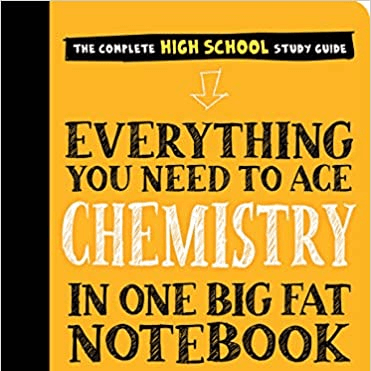 THE COMPLETE HIGH SCHOOL STUDY GUIDE
EVERYTHING
YOU NEED TO ACE
CHEMISTRY
IN ONE BIG FAT
NOTEBOOK